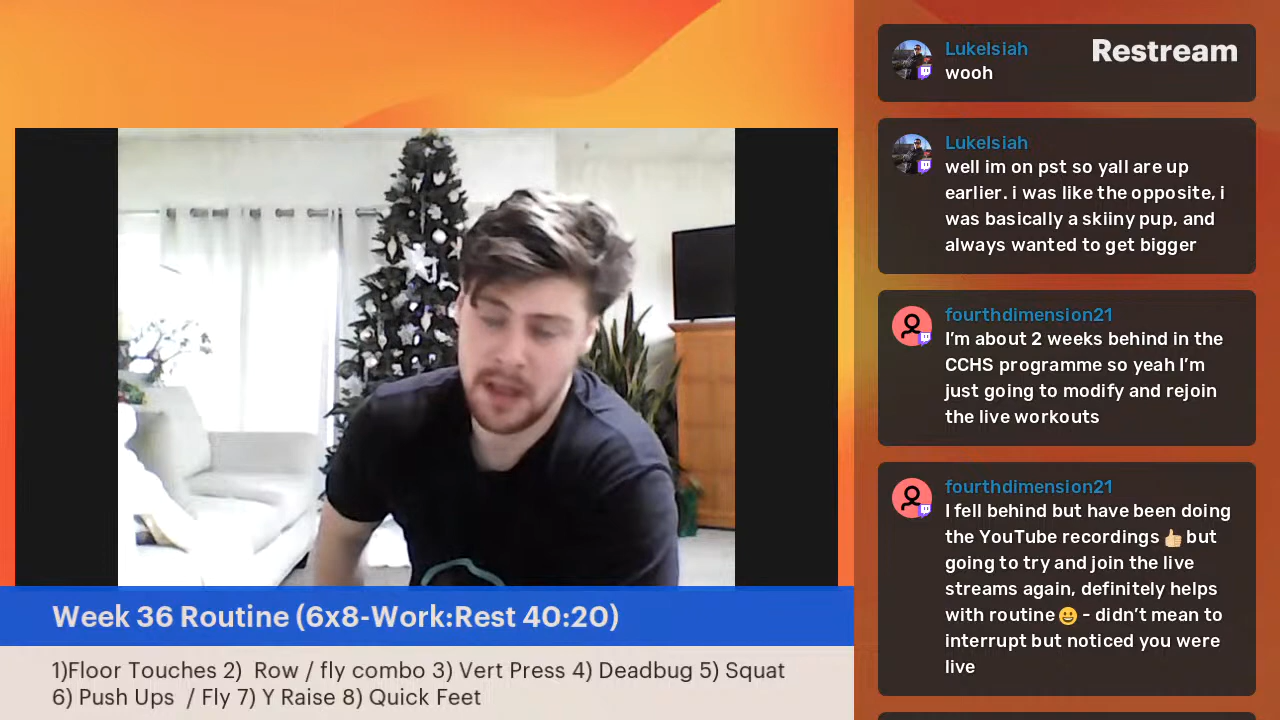 Restream
LukeIsiah
wooh
LukeIsiah
well im on pst so yall are up
earlier. i was like the opposite, i
was basically a skiiny pup, and
always wanted to get bigger
fourthdimension21
I'm about 2 weeks behind in the
CCHS programme so yeah I'm
just going to modify and rejoin
the live workouts
fourthdimension21
I fell behind but have been doing
the YouTube recordings 👍🏼 but
going to try and join the live
streams again, definitely helps
with routine 😀 - didn't mean to
interrupt but noticed you were
live
Week 36 Routine (6x8-Work:Rest 40:20)
1)Floor Touches 2)  Row / fly combo 3) Vert Press 4) Deadbug 5) Squat
6) Push Ups  / Fly 7) Y Raise 8) Quick Feet